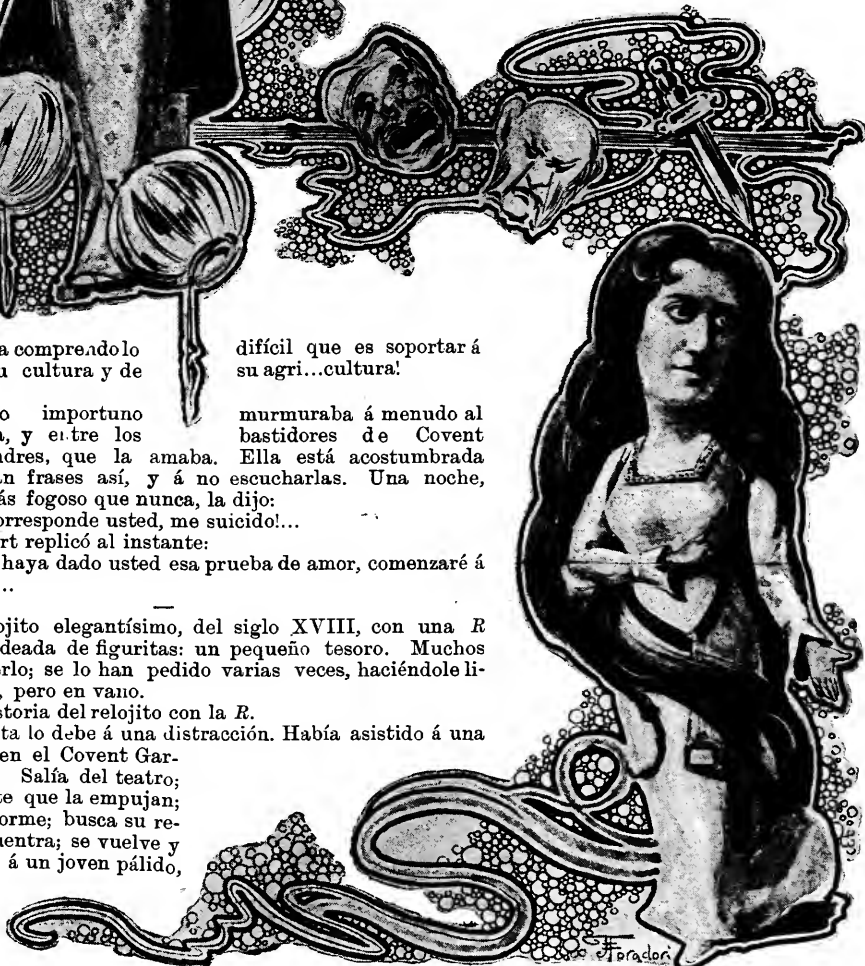 a comprendo lo difícil que es soportar á
u cultura y de su agri...cultura!
o importuno murmuraba á menudo al
a, y entre los bastidores de Covent
dres, que la amaba. Ella está acostumbrada
n frases así, y á no escucharlas. Una noche,
ás fogoso que nunca, la dijo:
orresponde usted, me suicido!...
rt replicó al instante:
haya dado usted esa prueba de amor, comenzaré á
..
ojito elegantísimo, del siglo XVIII, con una R
deada de figuritas: un pequeño tesoro. Muchos
rlo; se lo han pedido varias veces, haciéndole li-
, pero en vano.
storia del relojito con la R.
ta lo debe á una distracción. Había asistido á una
en el Covent Gar-
Salía del teatro;
te que la empujan;
orme; busca su re-
uentra; se vuelve y
á un joven pálido,